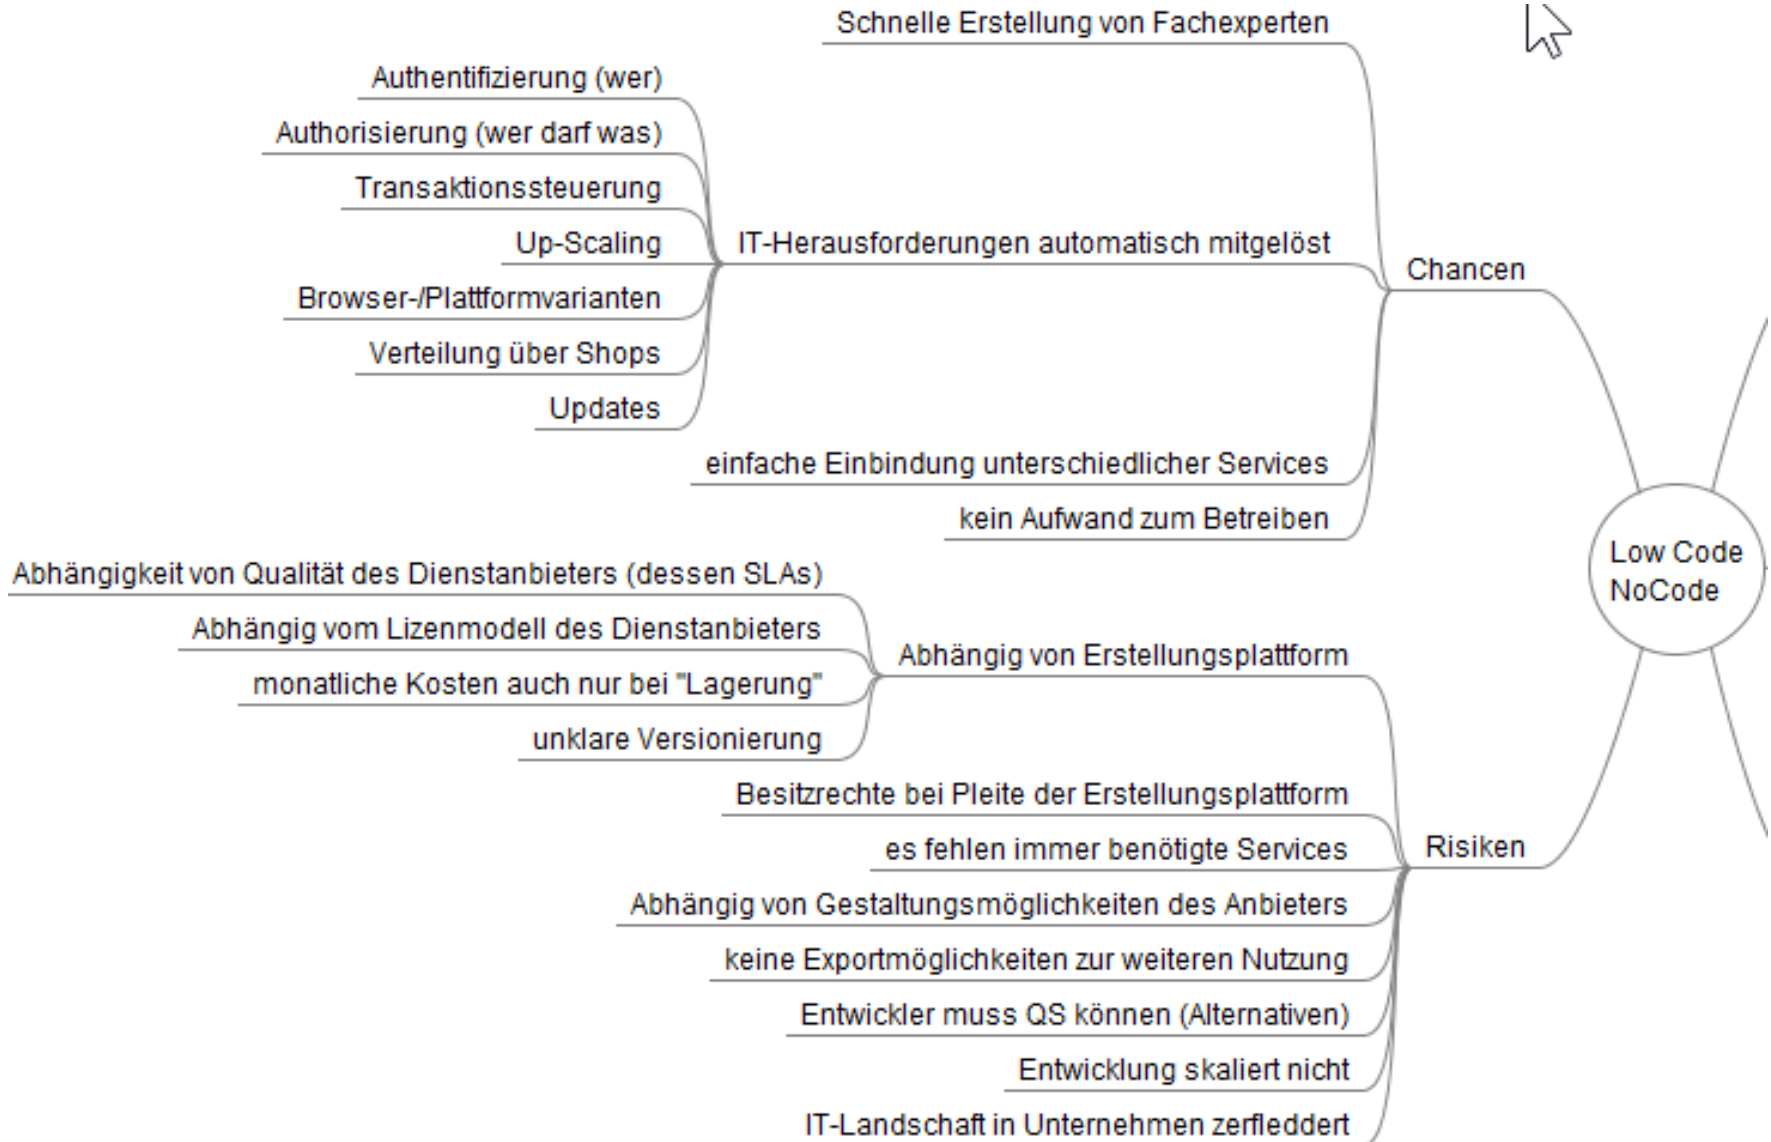 Schnelle Erstellung von Fachexperten
Authentifizierung (wer)
Authorisierung (wer darf was)
Transaktionssteuerung
Up-Scaling
IT-Herausforderungen automatisch mitgelöst
Chancen
Browser-/Plattformvarianten
Verteilung über Shops
Updates
einfache Einbindung unterschiedlicher Services
kein Aufwand zum Betreiben
Low Code
NoCode
Abhängigkeit von Qualität des Dienstanbieters (dessen SLAs)
Abhängig vom Lizenmodell des Dienstanbieters
Abhängig von Erstellungsplattform
monatliche Kosten auch nur bei "Lagerung"
unklare Versionierung
Besitzrechte bei Pleite der Erstellungsplattform
es fehlen immer benötigte Services
Risiken
Abhängig von Gestaltungsmöglichkeiten des Anbieters
keine Exportmöglichkeiten zur weiteren Nutzung
Entwickler muss QS können (Alternativen)
Entwicklung skaliert nicht
IT-Landschaft in Unternehmen zerfleddert